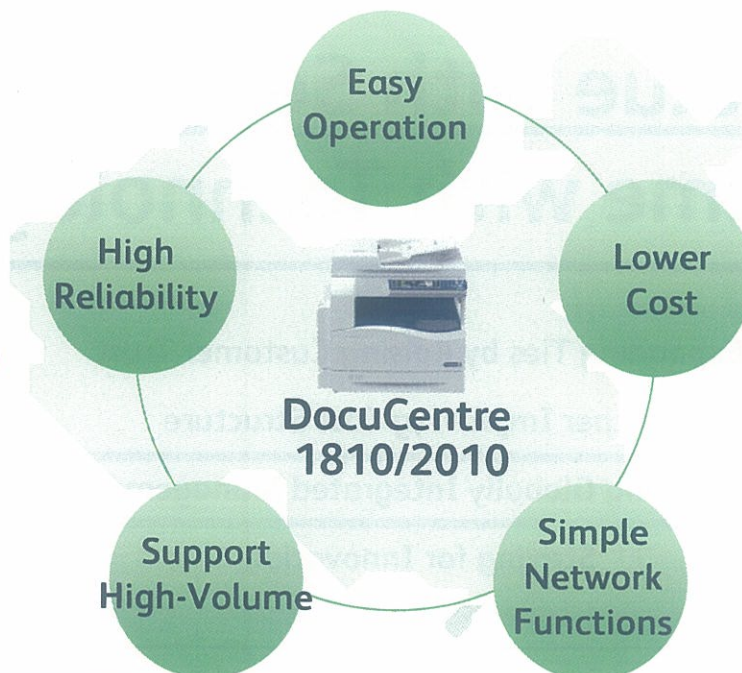 Easy
Operation
High
Reliability
Lower
Cost
DocuCentre
1810/2010
Support
High-Volume
Simple
Network
Functions